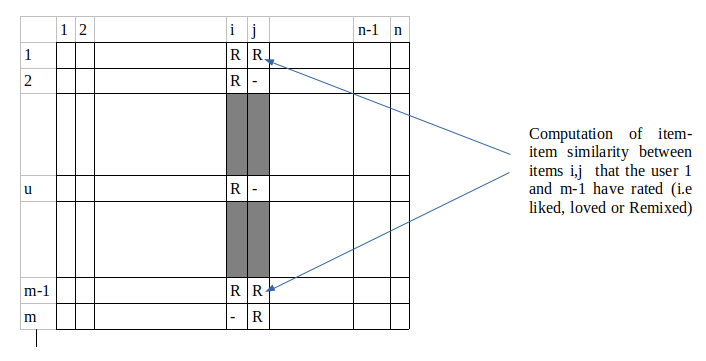 1 2 i j n-1 n
1 R R
2 R -
u R -
m-1 R R
m - R
Computation of item-
item similarity between
items i,j that the user 1
and m-1 have rated (i.e
liked, loved or Remixed)